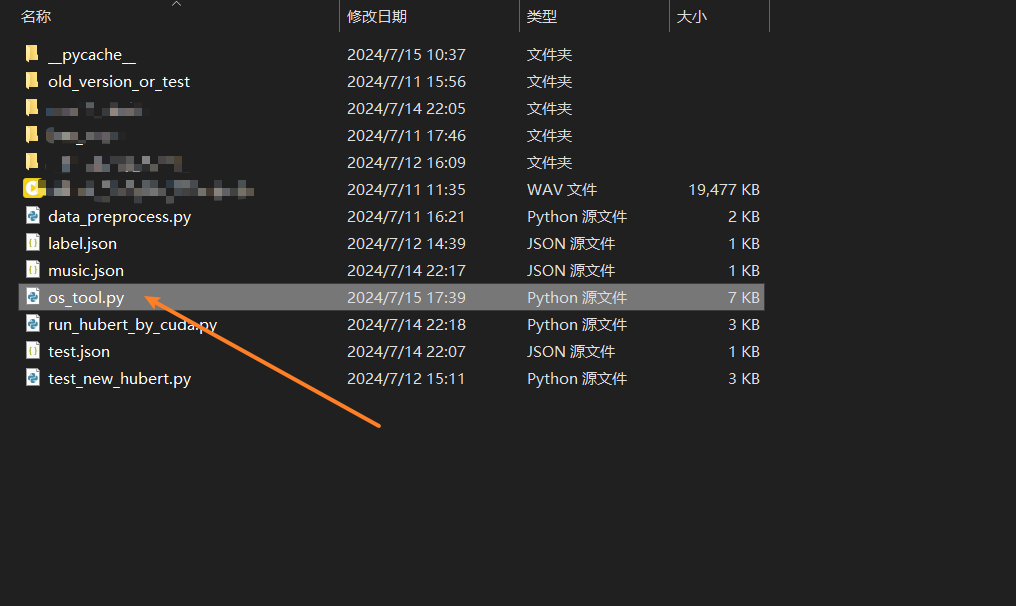 名称 修改日期 类型 大小
__pycache__ 2024/7/15 10:37 文件夹
old_version_or_test 2024/7/11 15:56 文件夹
2024/7/14 22:05 文件夹
2024/7/11 17:46 文件夹
2024/7/12 16:09 文件夹
2024/7/11 11:35 WAV 文件 19,477 KB
data_preprocess.py 2024/7/11 16:21 Python 源文件 2 KB
label.json 2024/7/12 14:39 JSON 源文件 1 KB
music.json 2024/7/14 22:17 JSON 源文件 1 KB
os_tool.py 2024/7/15 17:39 Python 源文件 7 KB
run_hubert_by_cuda.py 2024/7/14 22:18 Python 源文件 3 KB
test.json 2024/7/14 22:07 JSON 源文件 1 KB
test_new_hubert.py 2024/7/12 15:11 Python 源文件 3 KB